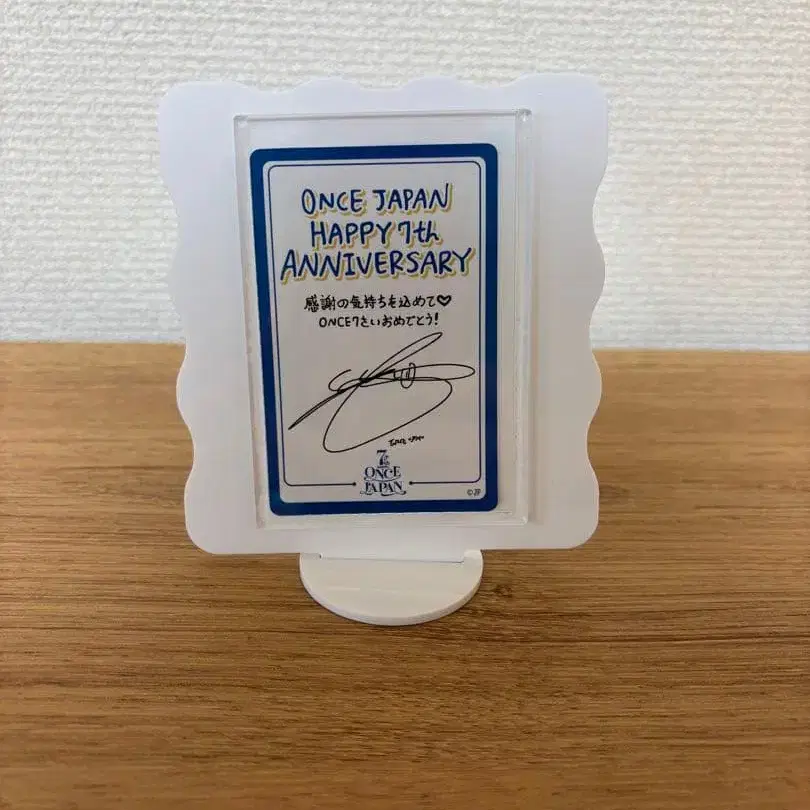 ONCE JAPAN
HAPPY 7th
ANNIVERSARY
感謝の気持ちを込めて♡
ONCE7さいおめでとう!
7th
ONCE
JAPAN
©JP